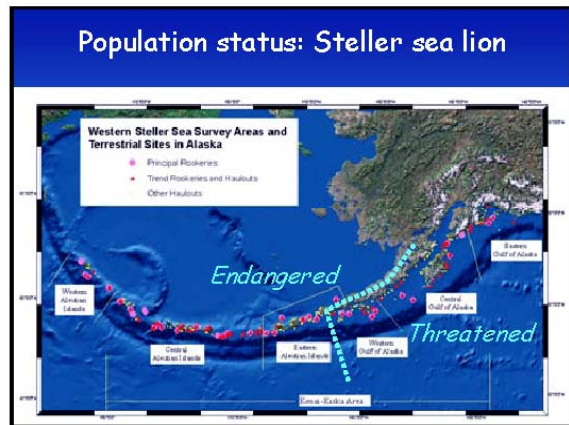 Population status: Steller sea lion
Western Steller Sea Survey Areas and
Terrestrial Sites in Alaska
Principal Rookeries
Trend Rookeries and Haulouts
Other Haulouts
Endangered
Threatened
Western
Aleutian
Islands
Central
Aleutian Islands
Eastern
Aleutian Islands
Western
Gulf of Alaska
Central
Gulf of Alaska
Eastern
Gulf of Alaska
Kenai-Kiska Area